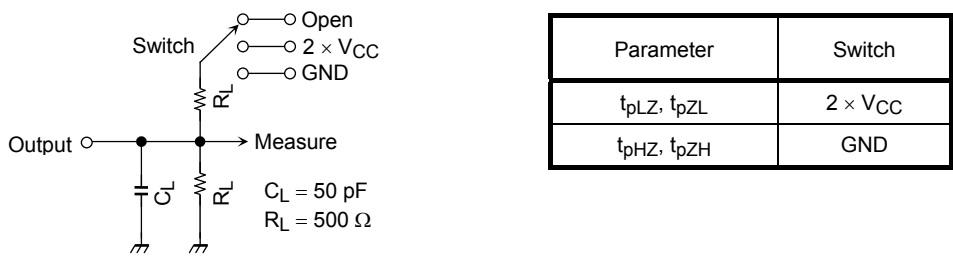 Open
Switch
2 × VCC
GND
RL
Output
Measure
CL
RL
CL = 50 pF
RL = 500 Ω
Parameter Switch
tpLZ, tpZL 2 × VCC
tpHZ, tpZH GND